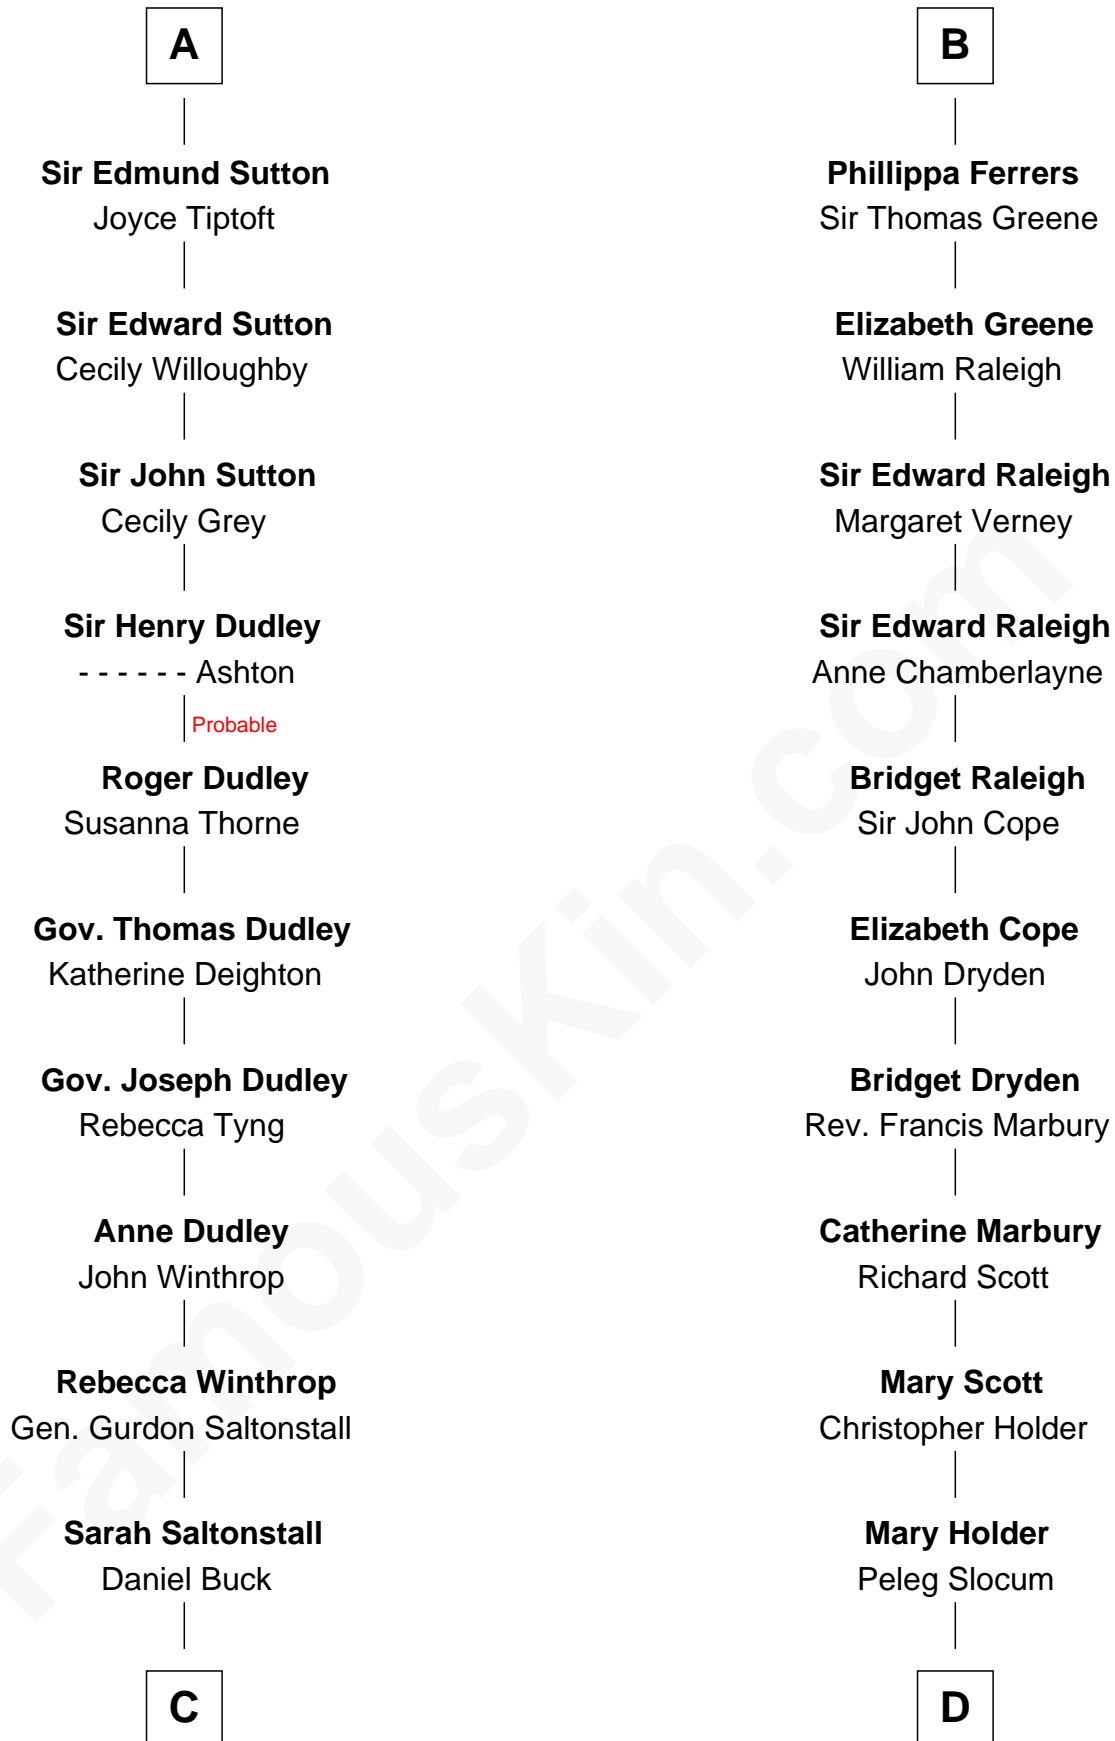 A
Sir Edmund Sutton
Joyce Tiptoft
Sir Edward Sutton
Cecily Willoughby
Sir John Sutton
Cecily Grey
Sir Henry Dudley
- - - - - - Ashton
Probable
Roger Dudley
Susanna Thorne
Gov. Thomas Dudley
Katherine Deighton
Gov. Joseph Dudley
Rebecca Tyng
Anne Dudley
John Winthrop
Rebecca Winthrop
Gen. Gurdon Saltonstall
Sarah Saltonstall
Daniel Buck
C
B
Phillippa Ferrers
Sir Thomas Greene
Elizabeth Greene
William Raleigh
Sir Edward Raleigh
Margaret Verney
Sir Edward Raleigh
Anne Chamberlayne
Bridget Raleigh
Sir John Cope
Elizabeth Cope
John Dryden
Bridget Dryden
Rev. Francis Marbury
Catherine Marbury
Richard Scott
Mary Scott
Christopher Holder
Mary Holder
Peleg Slocum
D
FamousKin.com